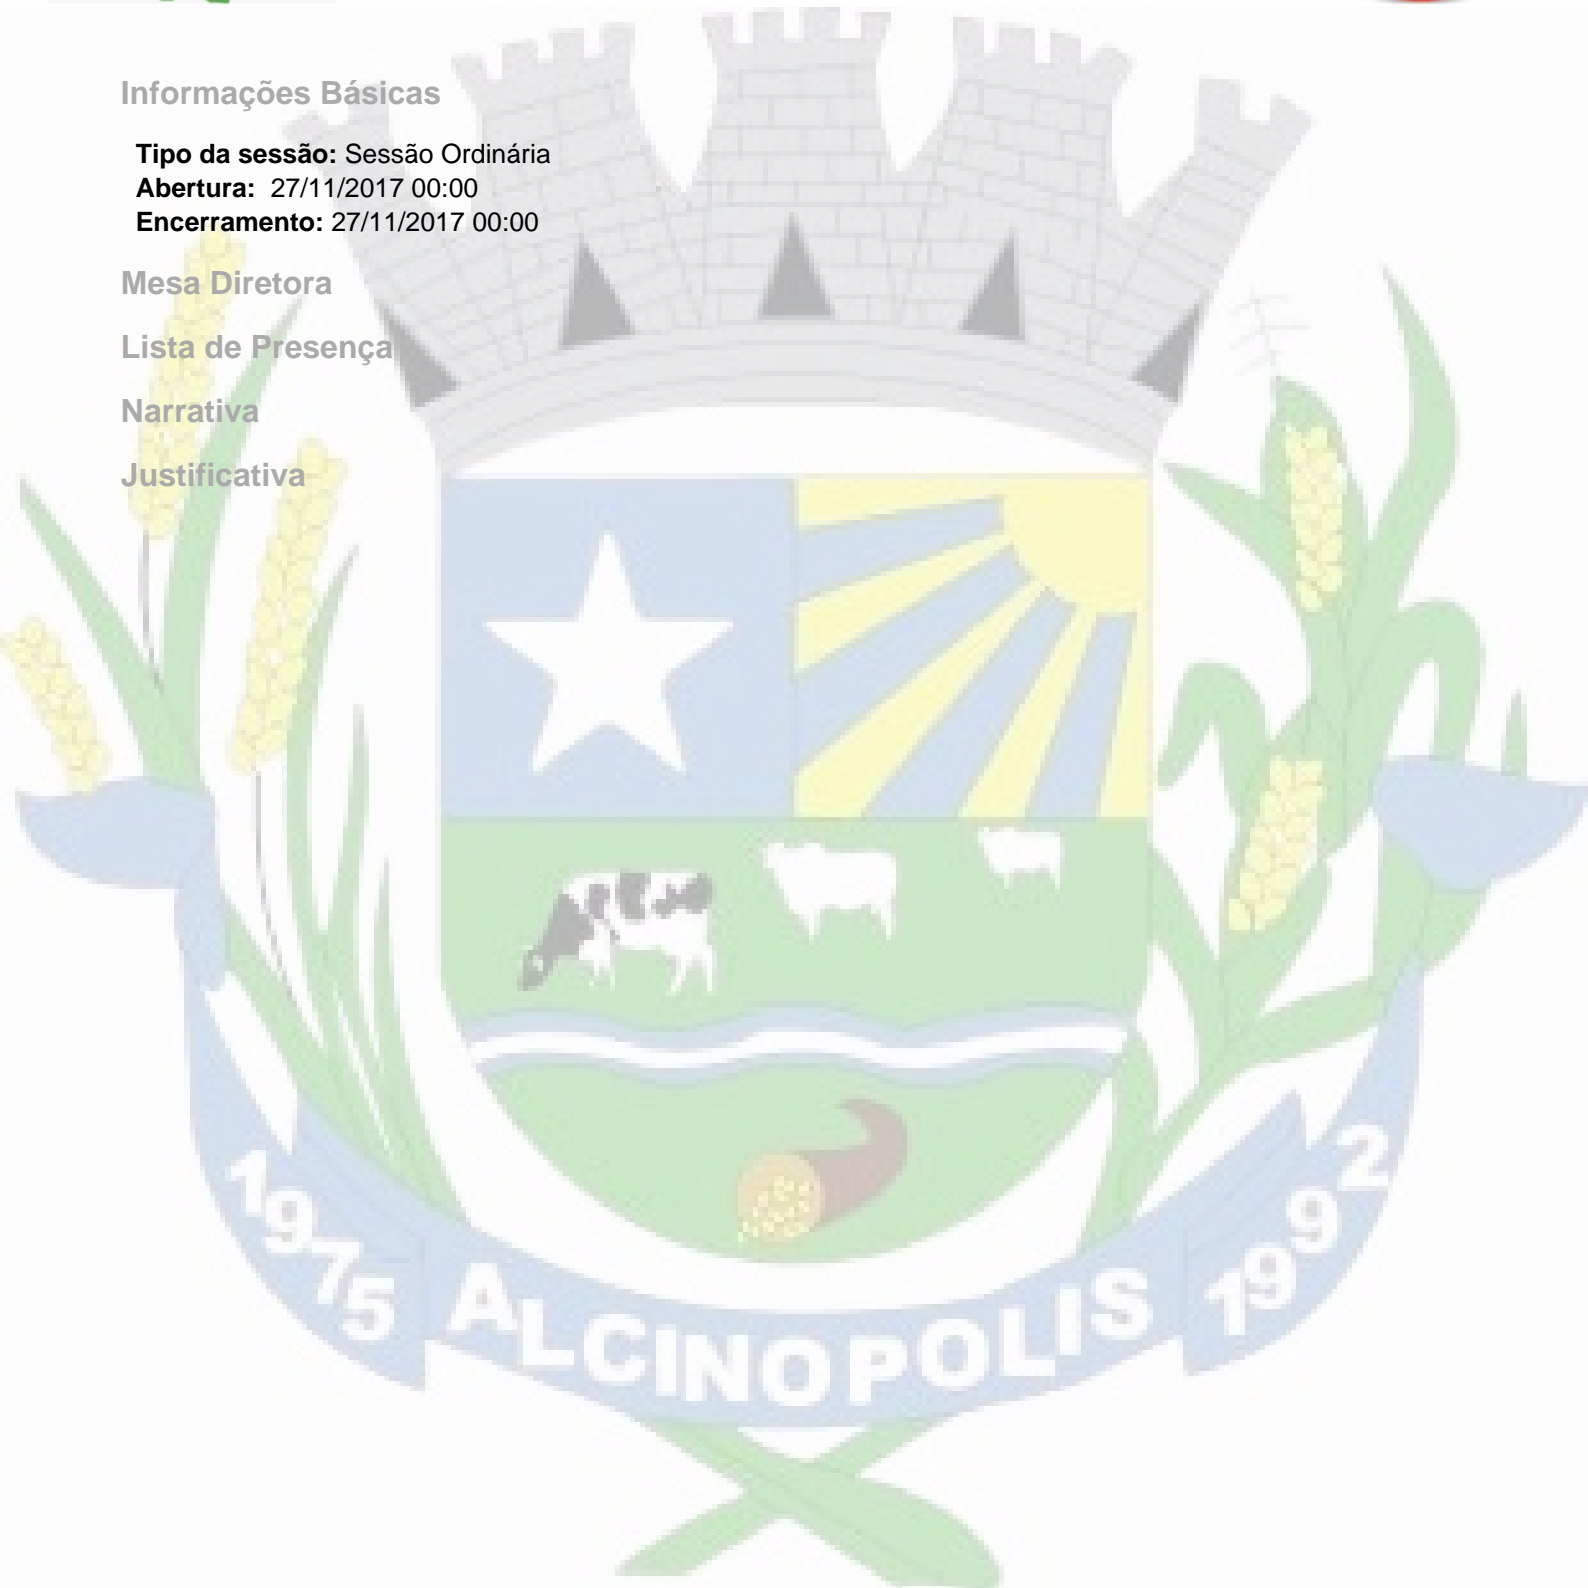 Informações Básicas
Tipo da sessão: Sessão Ordinária
Abertura: 27/11/2017 00:00
Encerramento: 27/11/2017 00:00
Mesa Diretora
Lista de Presença
Narrativa
Justificativa
1975 ALCINOPOLIS 1992